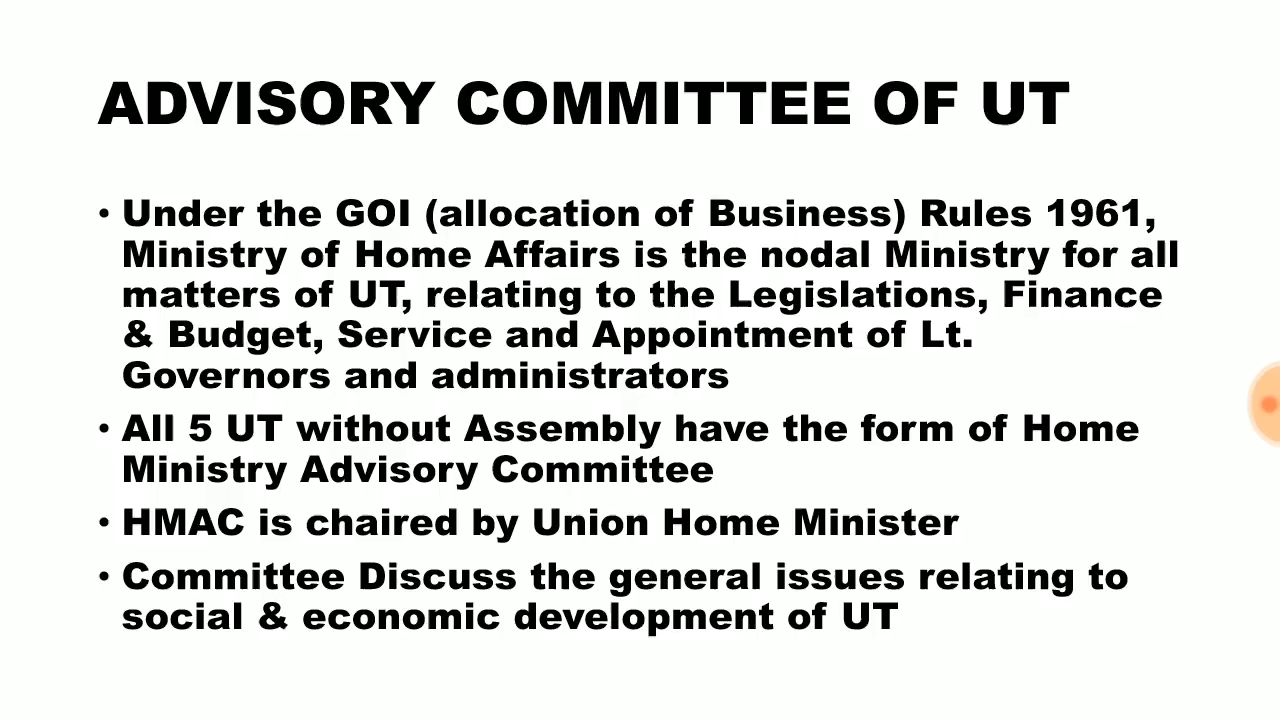 ADVISORY COMMITTEE OF UT
• Under the GOI (allocation of Business) Rules 1961,
Ministry of Home Affairs is the nodal Ministry for all
matters of UT, relating to the Legislations, Finance
& Budget, Service and Appointment of Lt.
Governors and administrators
• All 5 UT without Assembly have the form of Home
Ministry Advisory Committee
• HMAC is chaired by Union Home Minister
• Committee Discuss the general issues relating to
social & economic development of UT